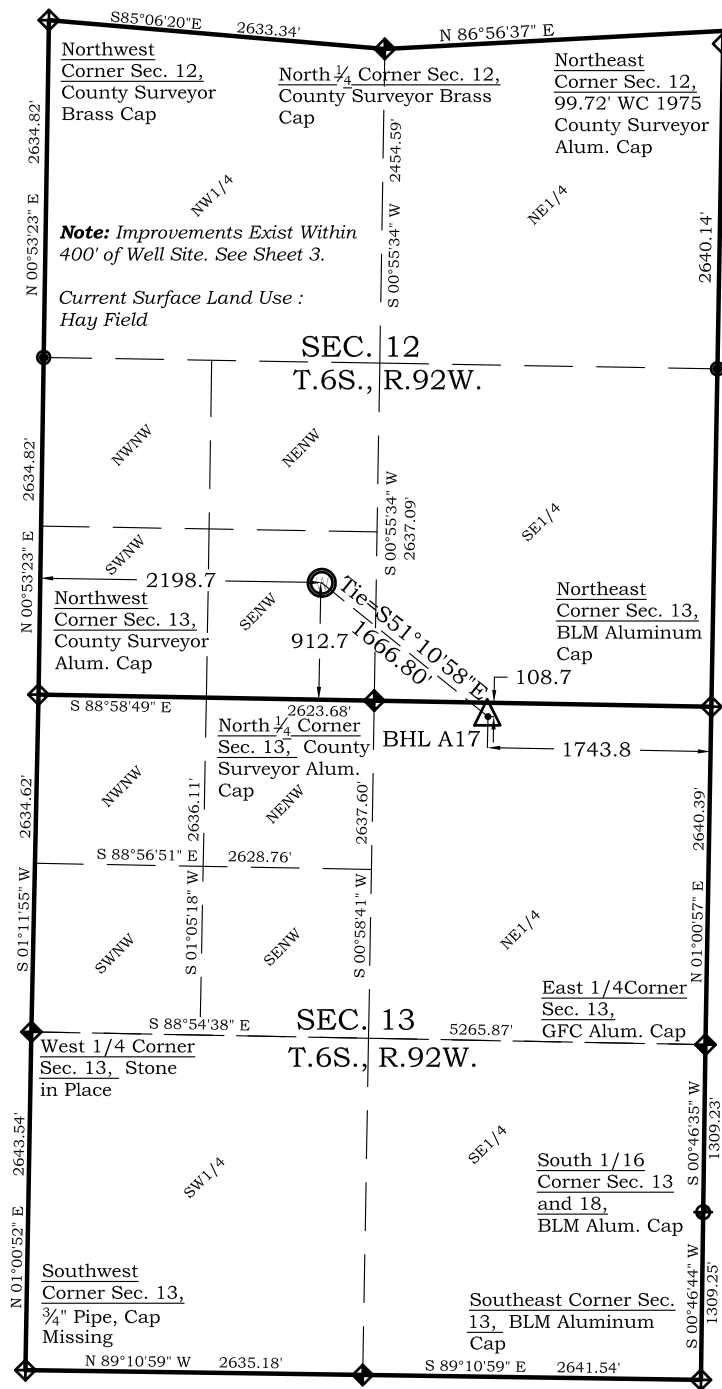 S85°06'20"E 2633.34'
N 86°56'37" E
Northwest
Corner Sec. 12,
County Surveyor
Brass Cap
North 1/4 Corner Sec. 12,
County Surveyor Brass
Cap
Northeast
Corner Sec. 12,
99.72' WC 1975
County Surveyor
Alum. Cap
N 00°53'23" E 2634.82'
S 00°55'34" W 2454.59'
2640.14'
NW1/4
NE1/4
Note: Improvements Exist Within
400' of Well Site. See Sheet 3.
Current Surface Land Use :
Hay Field
SEC. 12
T.6S., R.92W.
NWNW
NENW
N 00°53'23" E 2634.82'
S 00°55'34" W
2637.09'
SE1/4
SWNW
SENW
2198.7
912.7
Tie=S51°10'58"E
1666.80'
Northwest
Corner Sec. 13,
County Surveyor
Alum. Cap
Northeast
Corner Sec. 13,
BLM Aluminum
Cap
108.7
S 88°58'49" E 2623.68'
North 1/4 Corner
Sec. 13, County
Surveyor Alum.
Cap
BHL A17
1743.8
NWNW
NENW
S 01°11'55" W 2634.62'
S 01°05'18" W 2636.11'
S 00°58'41" W 2637.60'
N 01°00'57" E 2640.39'
S 88°56'51" E 2628.76'
SWNW
SENW
NE1/4
East 1/4Corner
Sec. 13,
GFC Alum. Cap
S 88°54'38" E 5265.87'
SEC. 13
T.6S., R.92W.
West 1/4 Corner
Sec. 13, Stone
in Place
N 01°00'52" E 2643.54'
SW1/4
SE1/4
S 00°46'35" W
1309.23'
South 1/16
Corner Sec. 13
and 18,
BLM Alum. Cap
S 00°46'44" W
1309.25'
Southwest
Corner Sec. 13,
3/4" Pipe, Cap
Missing
Southeast Corner Sec.
13, BLM Aluminum
Cap
N 89°10'59" W 2635.18'
S 89°10'59" E 2641.54'